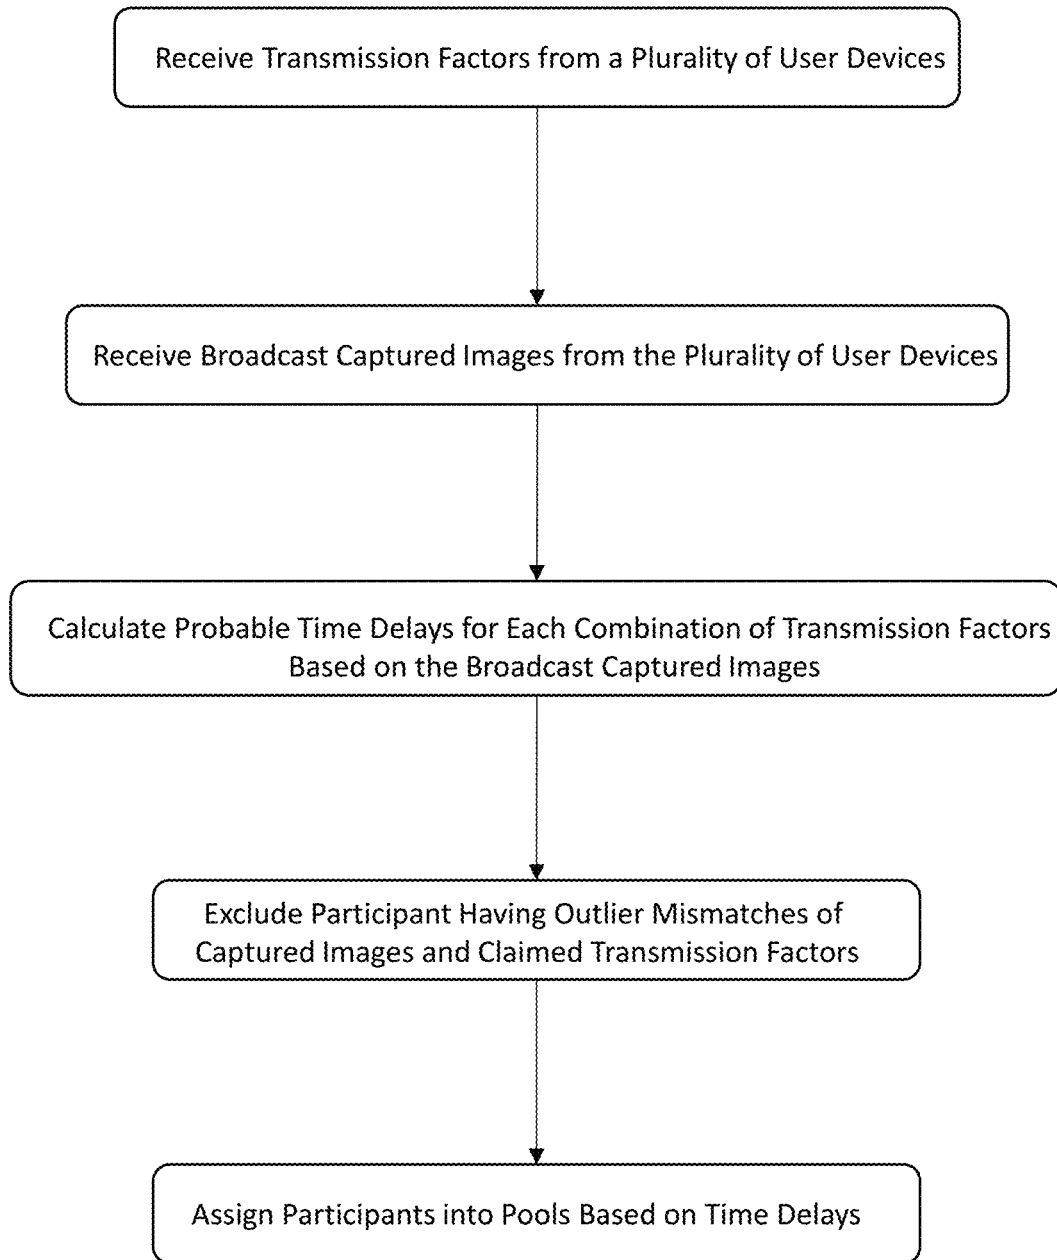 Receive Transmission Factors from a Plurality of User Devices
Receive Broadcast Captured Images from the Plurality of User Devices
Calculate Probable Time Delays for Each Combination of Transmission Factors
Based on the Broadcast Captured Images
Exclude Participant Having Outlier Mismatches of
Captured Images and Claimed Transmission Factors
Assign Participants into Pools Based on Time Delays